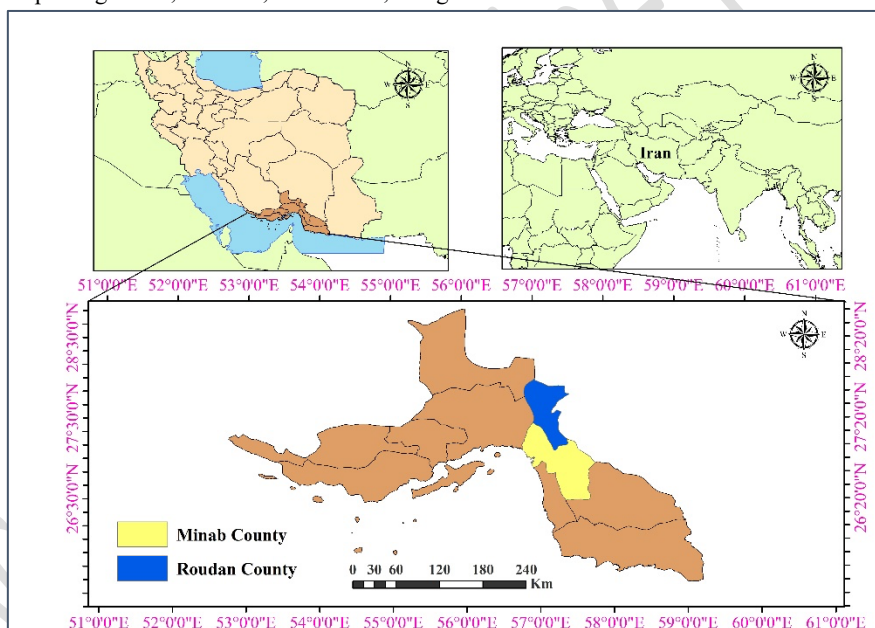 N
W E
S
N
W E
S
Iran
51°0'0"E 52°0'0"E 53°0'0"E 54°0'0"E 55°0'0"E 56°0'0"E 57°0'0"E 58°0'0"E 59°0'0"E 60°0'0"E 61°0'0"E
28°30'0"N
27°30'0"N
26°30'0"N
N
W E
S
28°20'0"N
27°20'0"N
26°20'0"N
Minab County
Roudan County
0 30 60 120 180 240
Km
51°0'0"E 52°0'0"E 53°0'0"E 54°0'0"E 55°0'0"E 56°0'0"E 57°0'0"E 58°0'0"E 59°0'0"E 60°0'0"E 61°0'0"E